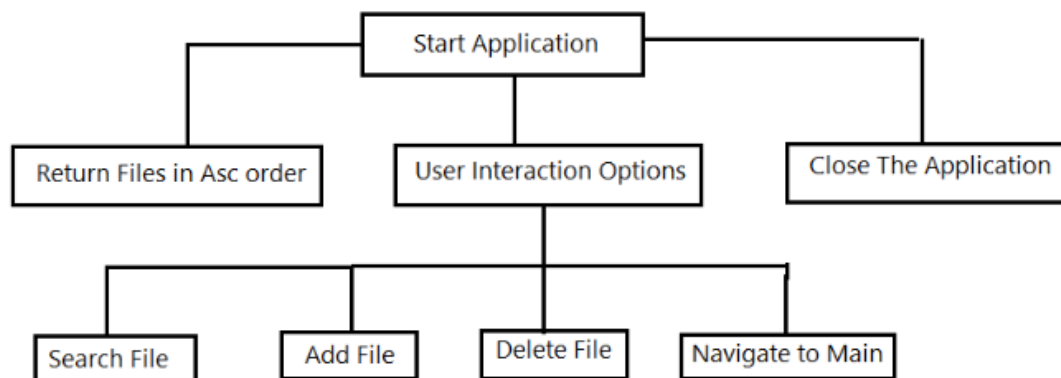 Start Application
Return Files in Asc order
User Interaction Options
Close The Application
Search File
Add File
Delete File
Navigate to Main